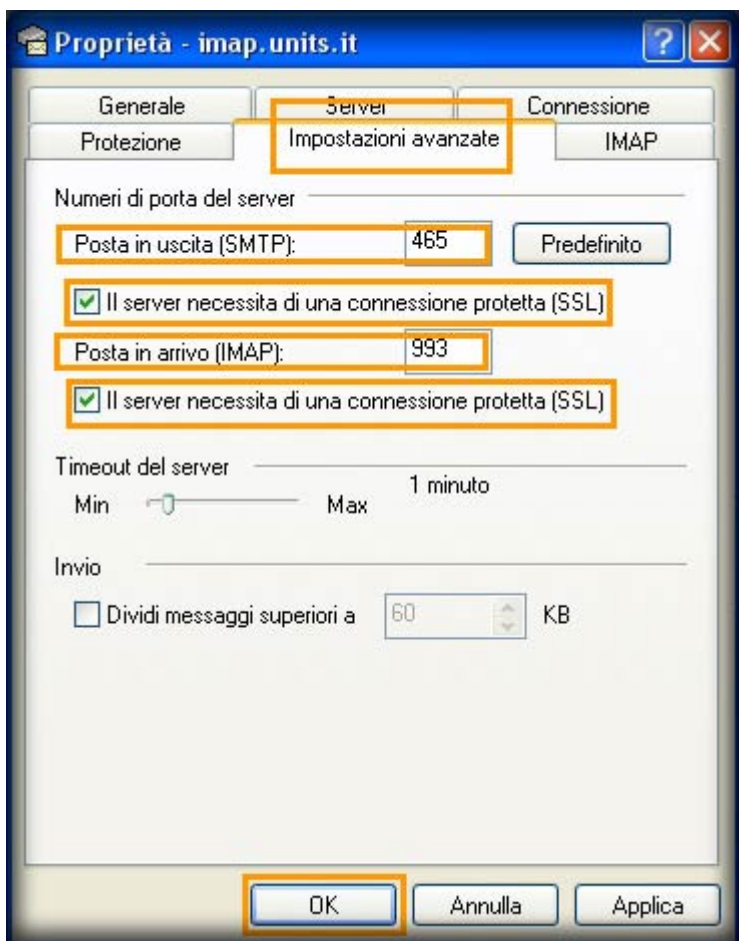 Proprietà - imap.units.it
Generale Server Connessione
Protezione Impostazioni avanzate IMAP
Numeri di porta del server
Posta in uscita (SMTP): 465 Predefinito
Il server necessita di una connessione protetta (SSL)
Posta in arrivo (IMAP): 993
Il server necessita di una connessione protetta (SSL)
Timeout del server
Min Max 1 minuto
Invio
Dividi messaggi superiori a 60 KB
OK Annulla Applica